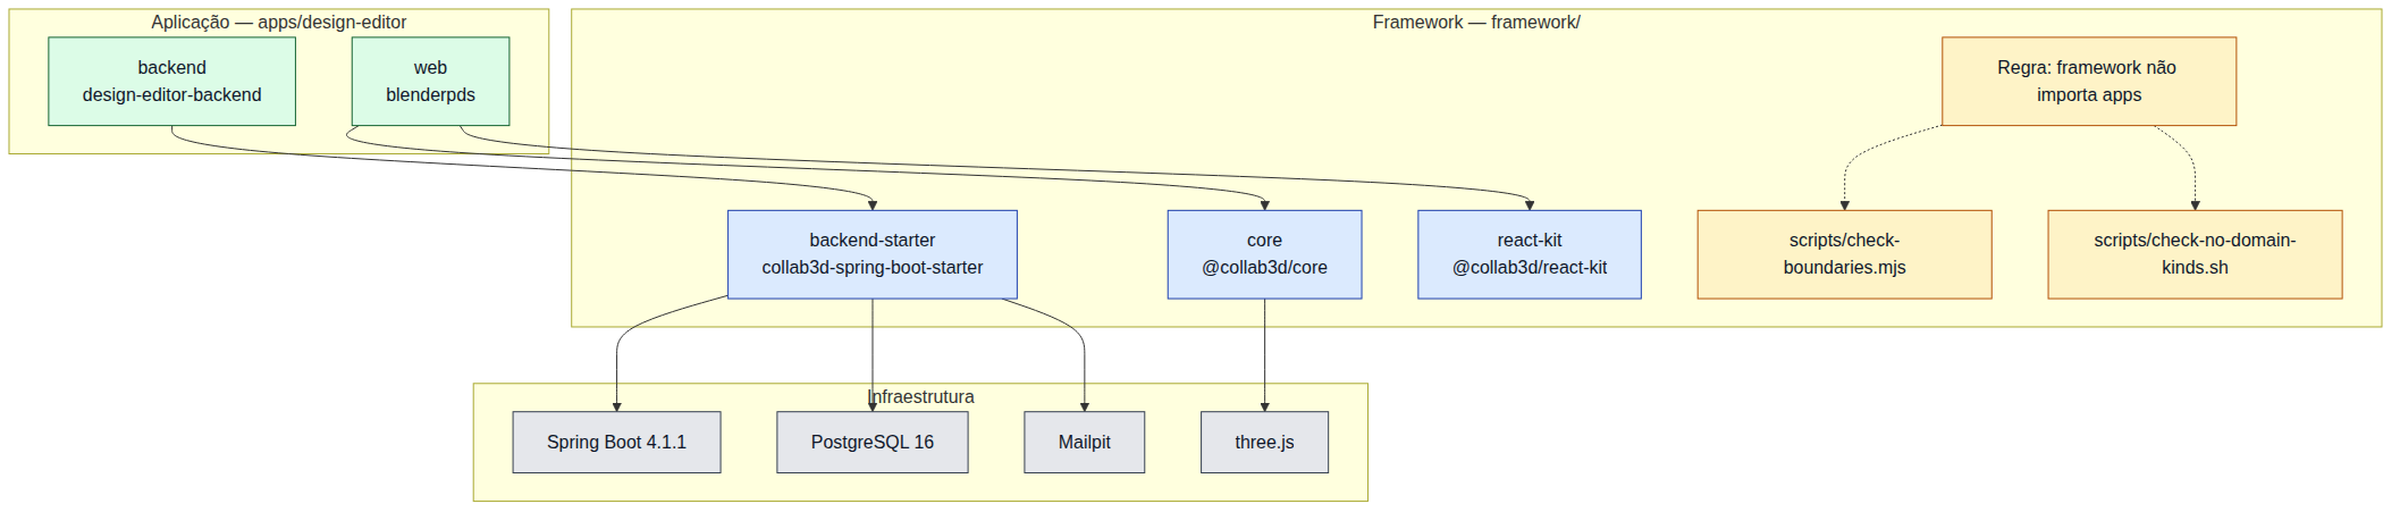 Aplicação — apps/design-editor
backend
design-editor-backend
web
blenderpds
Framework — framework/
Regra: framework não
importa apps
backend-starter
collab3d-spring-boot-starter
core
@collab3d/core
react-kit
@collab3d/react-kit
scripts/check-
boundaries.mjs
scripts/check-no-domain-
kinds.sh
Infraestrutura
Spring Boot 4.1.1
PostgreSQL 16
Mailpit
three.js